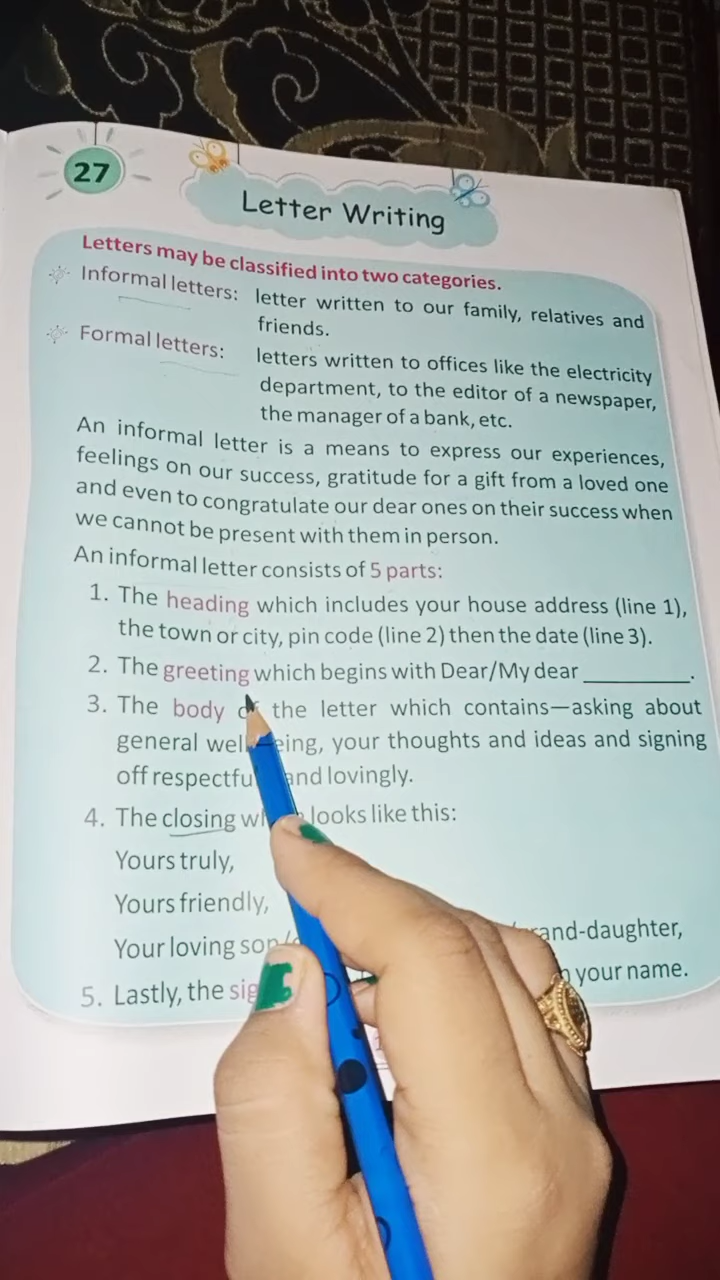 27
Letter Writing
Letters may be classified into two categories.
Informal letters: letter written to our family, relatives and
friends.
Formal letters: letters written to offices like the electricity
department, to the editor of a newspaper,
the manager of a bank, etc.
An informal letter is a means to express our experiences,
feelings on our success, gratitude for a gift from a loved one
and even to congratulate our dear ones on their success when
we cannot be present with them in person.
An informal letter consists of 5 parts:
1. The heading which includes your house address (line 1),
the town or city, pin code (line 2) then the date (line 3).
2. The greeting which begins with Dear/My dear __________.
3. The body the letter which contains—asking about
general your thoughts and ideas and signing
off and lovingly.
4. The closing looks like this:
Yours truly,
Yours friendly,
Your loving
5. Lastly, the your name.